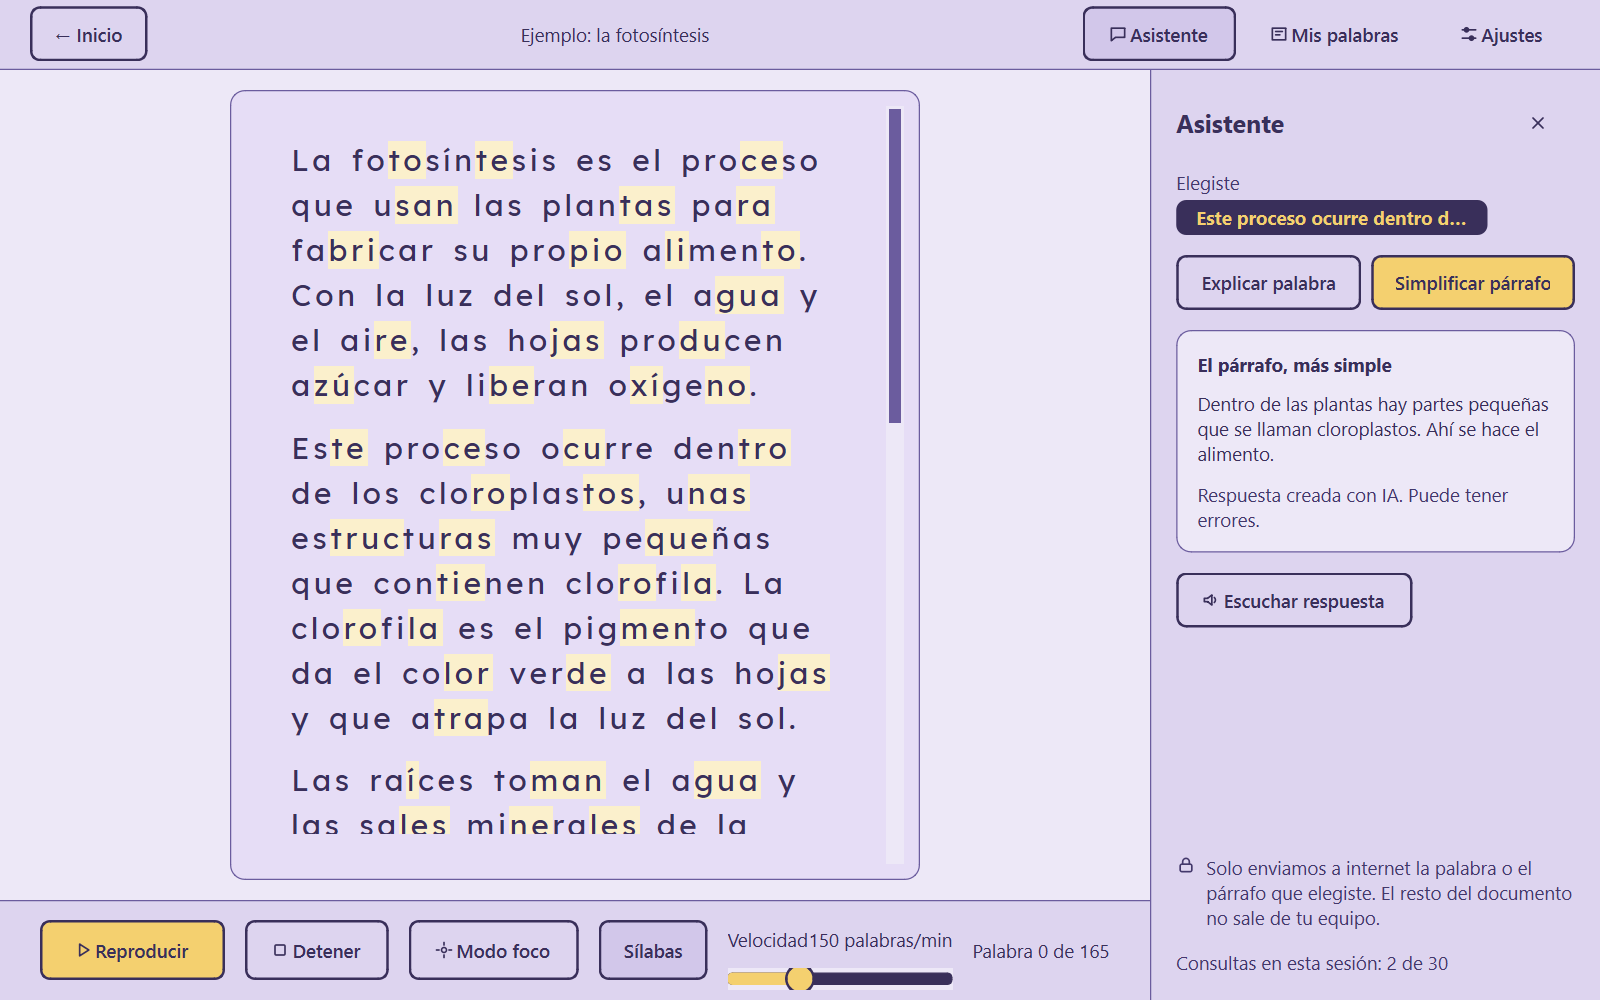 ← Inicio
Ejemplo: la fotosíntesis
Asistente
Mis palabras
Ajustes
La fotosíntesis es el proceso
que usan las plantas para
fabricar su propio alimento.
Con la luz del sol, el agua y
el aire, las hojas producen
azúcar y liberan oxígeno.
Este proceso ocurre dentro
de los cloroplastos, unas
estructuras muy pequeñas
que contienen clorofila. La
clorofila es el pigmento que
da el color verde a las hojas
y que atrapa la luz del sol.
Las raíces toman el agua y
las sales minerales de la
Asistente
Elegiste
Este proceso ocurre dentro d...
Explicar palabra
Simplificar párrafo
El párrafo, más simple
Dentro de las plantas hay partes pequeñas
que se llaman cloroplastos. Ahí se hace el
alimento.
Respuesta creada con IA. Puede tener
errores.
Escuchar respuesta
Solo enviamos a internet la palabra o el
párrafo que elegiste. El resto del documento
no sale de tu equipo.
Consultas en esta sesión: 2 de 30
Reproducir
Detener
Modo foco
Sílabas
Velocidad150 palabras/min
Palabra 0 de 165